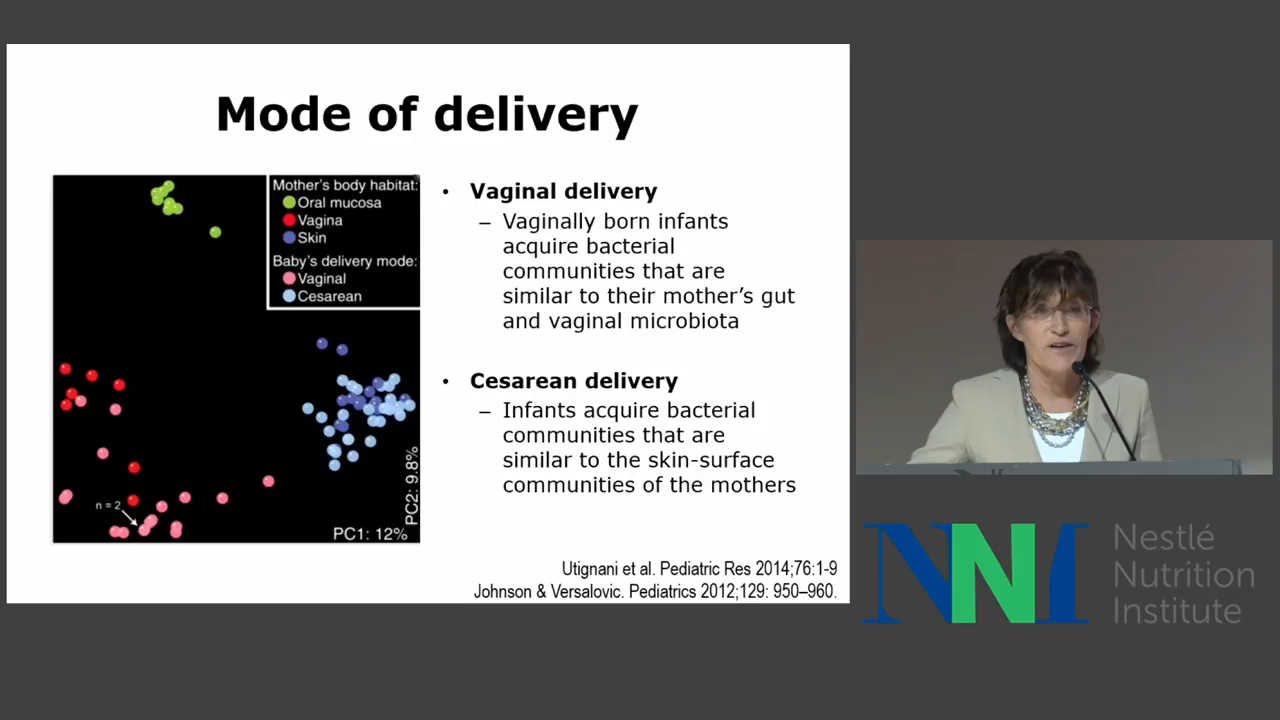 Mode of delivery
Mother's body habitat:
Oral mucosa
Vagina
Skin
Baby's delivery mode:
Vaginal
Cesarean
n = 2
PC1: 12%
PC2: 9.8%
• Vaginal delivery
– Vaginally born infants
acquire bacterial
communities that are
similar to their mother’s gut
and vaginal microbiota
• Cesarean delivery
– Infants acquire bacterial
communities that are
similar to the skin-surface
communities of the mothers
Utignani et al. Pediatric Res 2014;76:1-9
Johnson & Versalovic. Pediatrics 2012;129: 950–960.
NNI
Nestlé
Nutrition
Institute